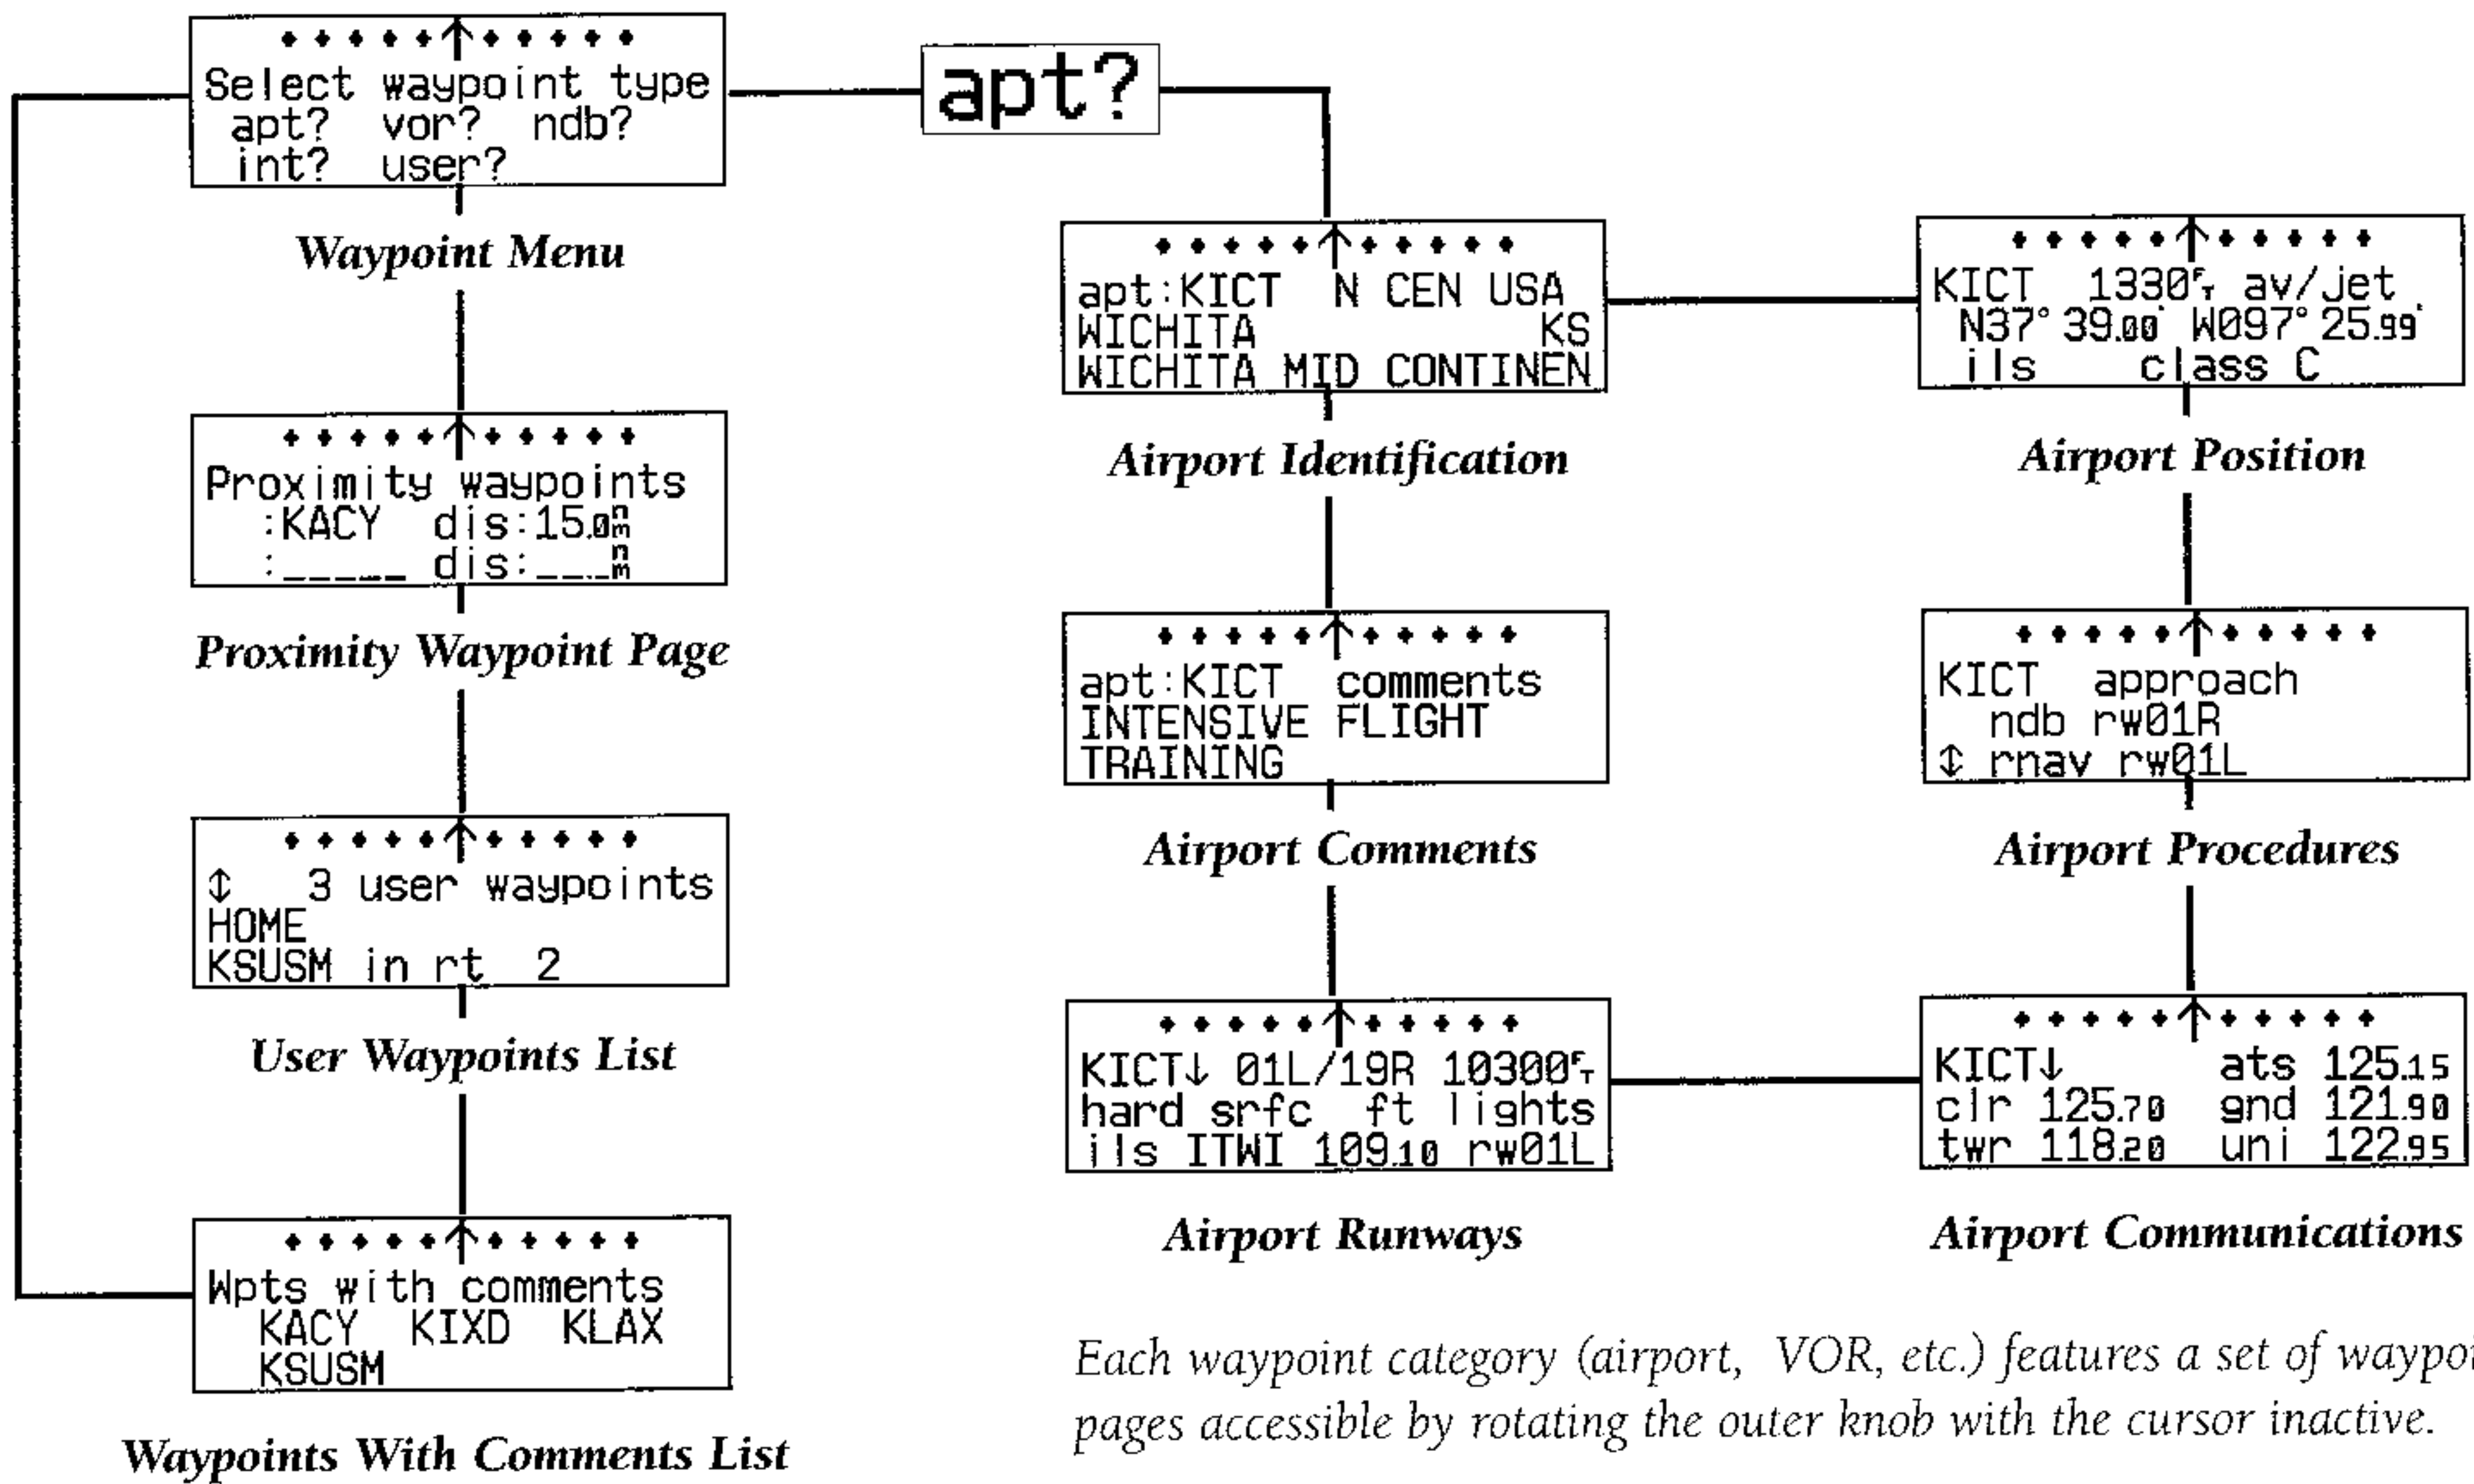 Select waypoint type
apt? vor? ndb?
int? user?
Waypoint Menu
Proximity waypoints
:KACY dis:15.0nm
:_____ dis:__._nm
Proximity Waypoint Page
↕ 3 user waypoints
HOME
KSUSM in rt 2
User Waypoints List
Wpts with comments
KACY KIXD KLAX
KSUSM
Waypoints With Comments List
apt?
apt:KICT N CEN USA
WICHITA KS
WICHITA MID CONTINEN
Airport Identification
apt:KICT comments
INTENSIVE FLIGHT
TRAINING
Airport Comments
KICT↓ 01L/19R 10300FT
hard srfc ft lights
ils ITWI 109.10 rw01L
Airport Runways
KICT 1330FT av/jet
N37°39.00' W097°25.99'
ils class C
Airport Position
KICT approach
ndb rw01R
↕ rnav rw01L
Airport Procedures
KICT↓ ats 125.15
clr 125.70 gnd 121.90
twr 118.20 uni 122.95
Airport Communications
Each waypoint category (airport, VOR, etc.) features a set of
pages accessible by rotating the outer knob with the cursor inactive.